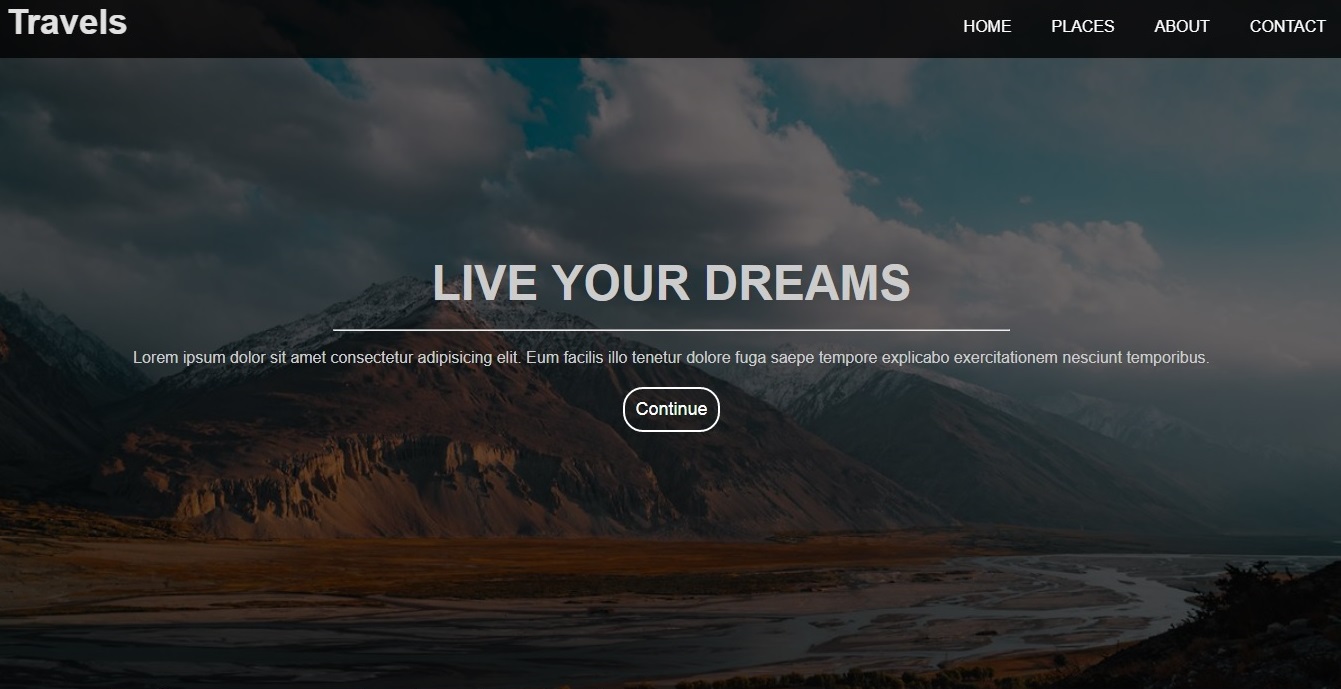 Travels
HOME PLACES ABOUT CONTACT
LIVE YOUR DREAMS
Lorem ipsum dolor sit amet consectetur adipisicing elit. Eum facilis illo tenetur dolore fuga saepe tempore explicabo exercitationem nesciunt temporibus.
Continue